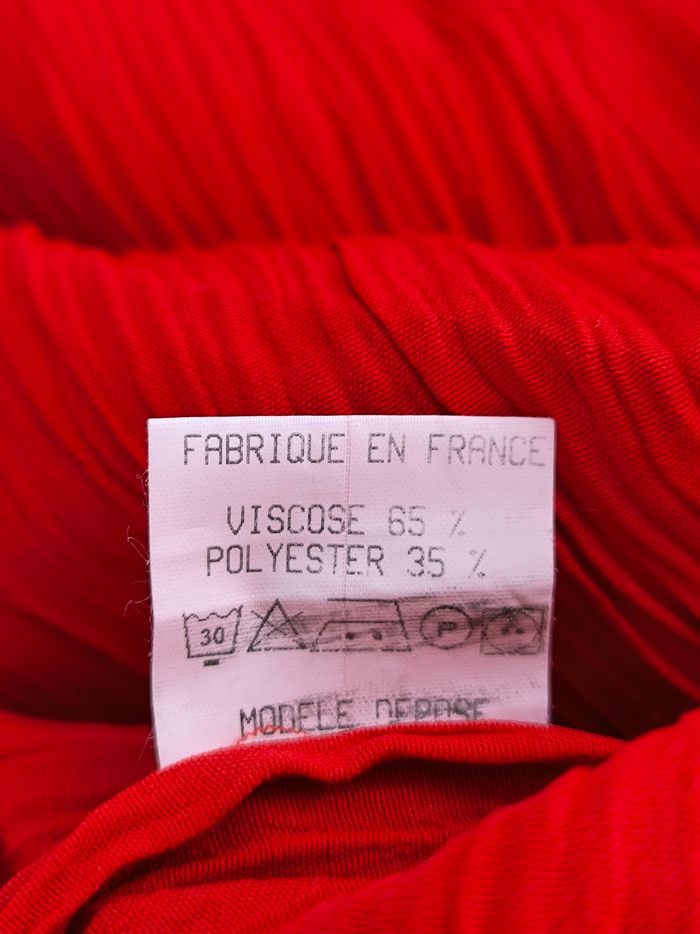 FABRIQUE EN FRANCE
VISCOSE 65 %
POLYESTER 35 %
30 P
MODELE DEPOSE